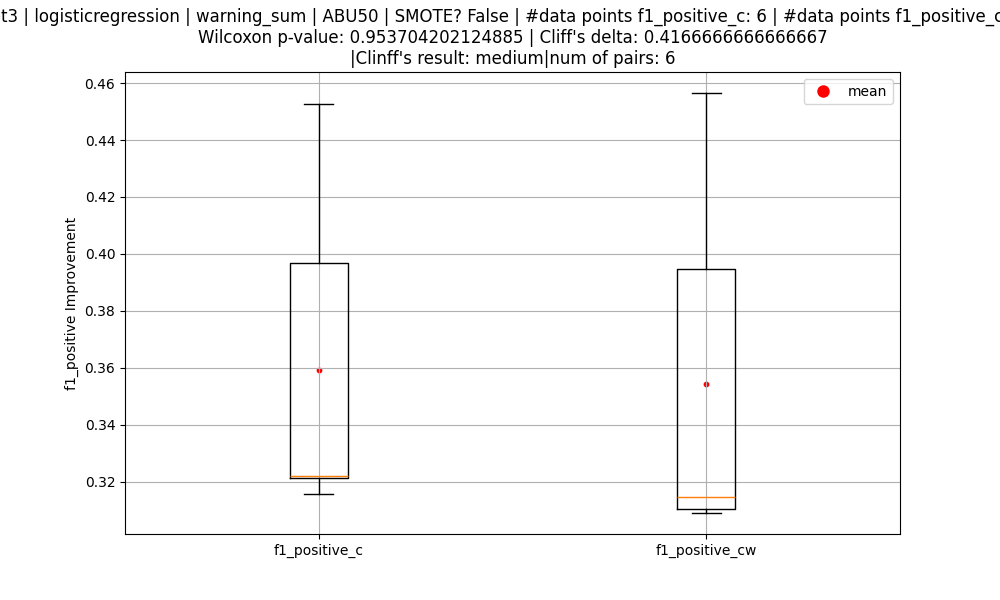 t3 | logisticregression | warning_sum | ABU50 | SMOTE? False | #data points f1_positive_c: 6 | #data points f1_positive_c
Wilcoxon p-value: 0.953704202124885 | Cliff's delta: 0.4166666666666667
|Clinff's result: medium|num of pairs: 6
mean
0.46
0.44
0.42
0.40
0.38
0.36
0.34
0.32
f1_positive Improvement
f1_positive_c
f1_positive_cw